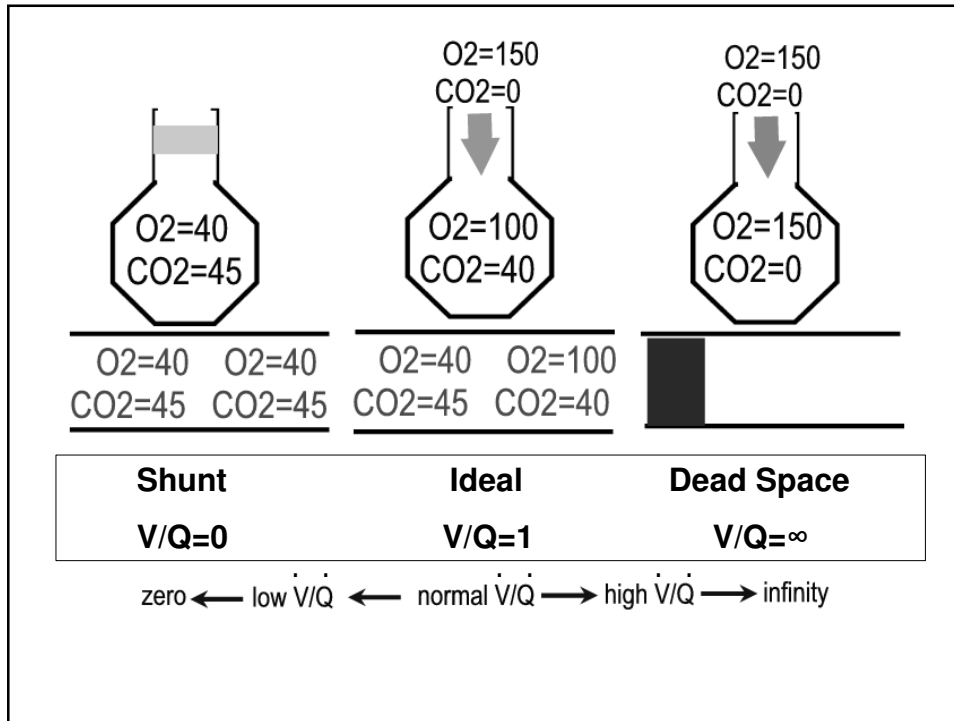 O2=150
CO2=0
O2=150
CO2=0
O2=40
CO2=45
O2=100
CO2=40
O2=150
CO2=0
O2=40 O2=40
CO2=45 CO2=45
O2=40 O2=100
CO2=45 CO2=40
Shunt Ideal Dead Space
V/Q=0 V/Q=1 V/Q=∞
zero ← low V̇/Q̇ ← normal V̇/Q̇ → high V̇/Q̇ → infinity